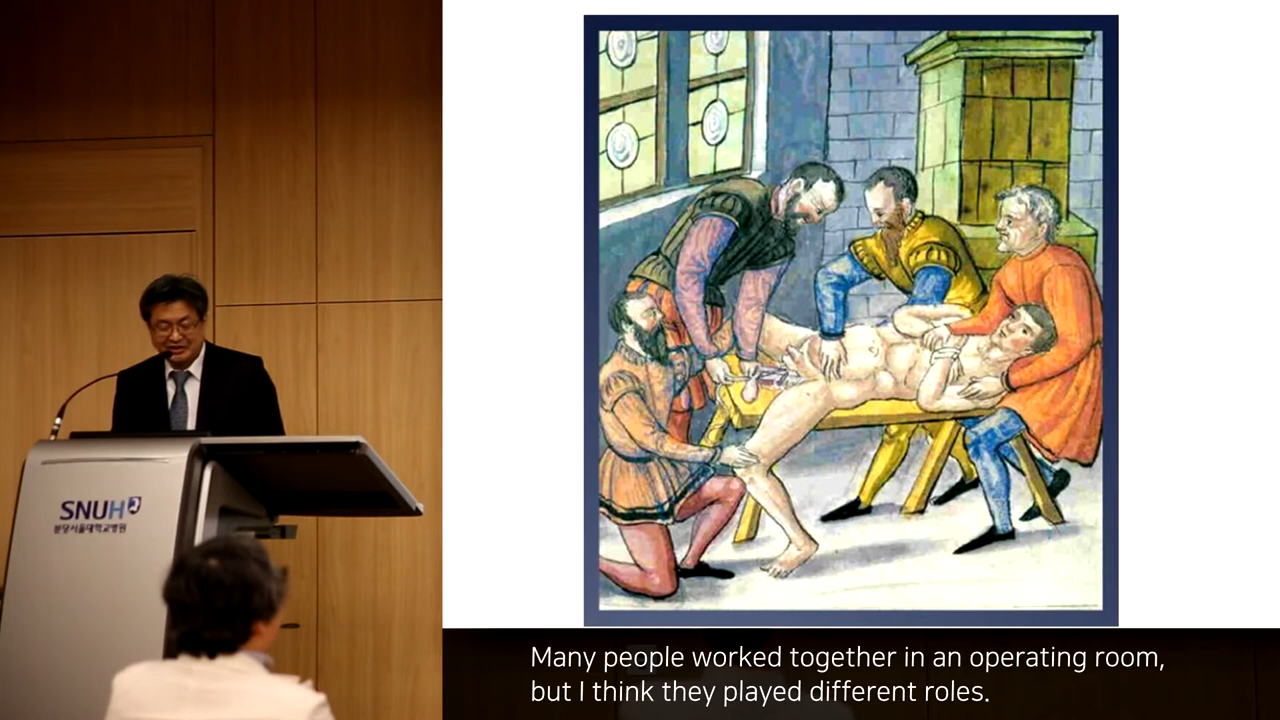 SNUH
분당서울대학교병원
Many people worked together in an operating room,
but I think they played different roles.